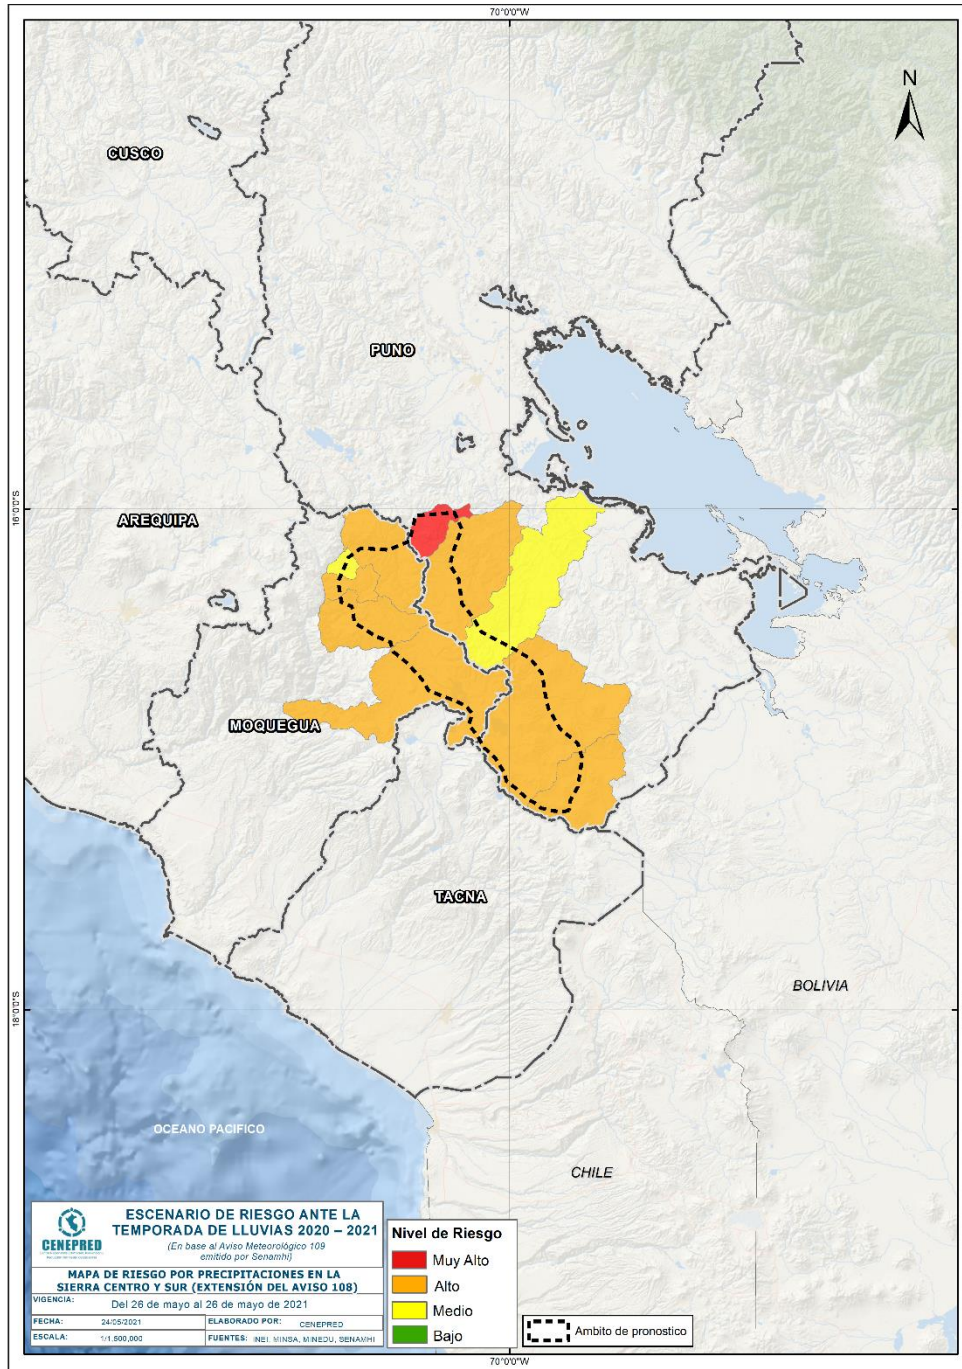 70°0'0"W
N
CUSCO
PUNO
16°0'0"S
AREQUIPA
MOQUEGUA
TACNA
BOLIVIA
18°0'0"S
OCEANO PACIFICO
CHILE
CENEPRED
ESCENARIO DE RIESGO ANTE LA
TEMPORADA DE LLUVIAS 2020 – 2021
(En base al Aviso Meteorológico 109
emitido por Senamhi)
MAPA DE RIESGO POR PRECIPITACIONES EN LA
SIERRA CENTRO Y SUR (EXTENSIÓN DEL AVISO 108)
VIGENCIA: Del 26 de mayo al 26 de mayo de 2021
FECHA: 24/05/2021 ELABORADO POR: CENEPRED
ESCALA: 1/1,600,000 FUENTES: INEI, MINSA, MINEDU, SENAMHI
Nivel de Riesgo
Muy Alto
Alto
Medio
Bajo
Ambito de pronostico
70°0'0"W